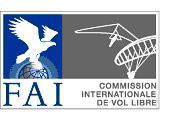 FAI
COMMISSION
INTERNATIONALE
DE VOL LIBRE